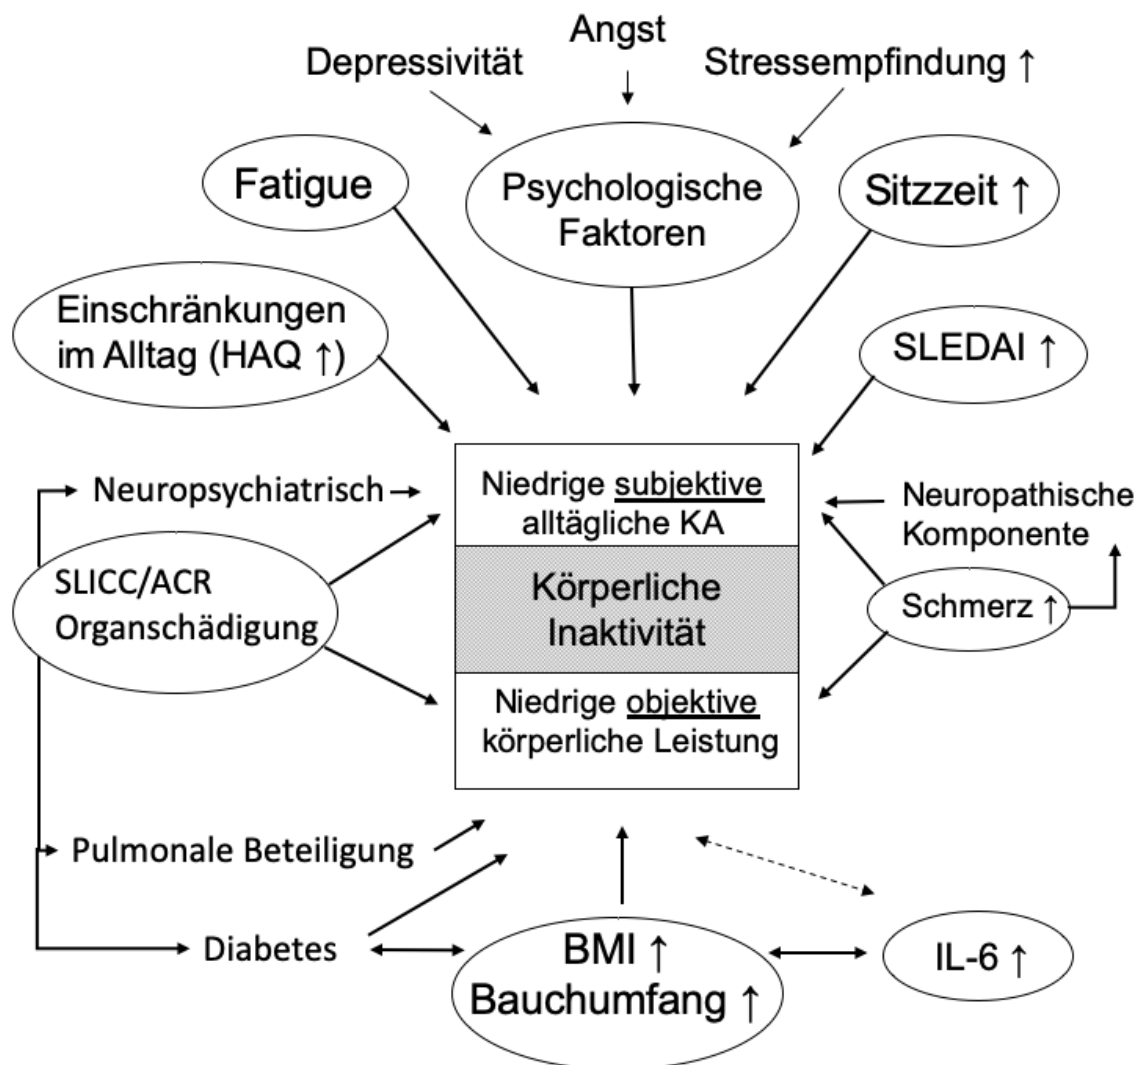 Angst
Depressivität
Stressempfindung ↑
Fatigue
Psychologische
Faktoren
Sitzzeit ↑
Einschränkungen
im Alltag (HAQ ↑)
SLEDAI ↑
Neuropsychiatrisch
Niedrige subjektive
alltägliche KA
Neuropathische
Komponente
SLICC/ACR
Organschädigung
Körperliche
Inaktivität
Schmerz ↑
Niedrige objektive
körperliche Leistung
Pulmonale Beteiligung
Diabetes
BMI ↑
Bauchumfang ↑
IL-6 ↑